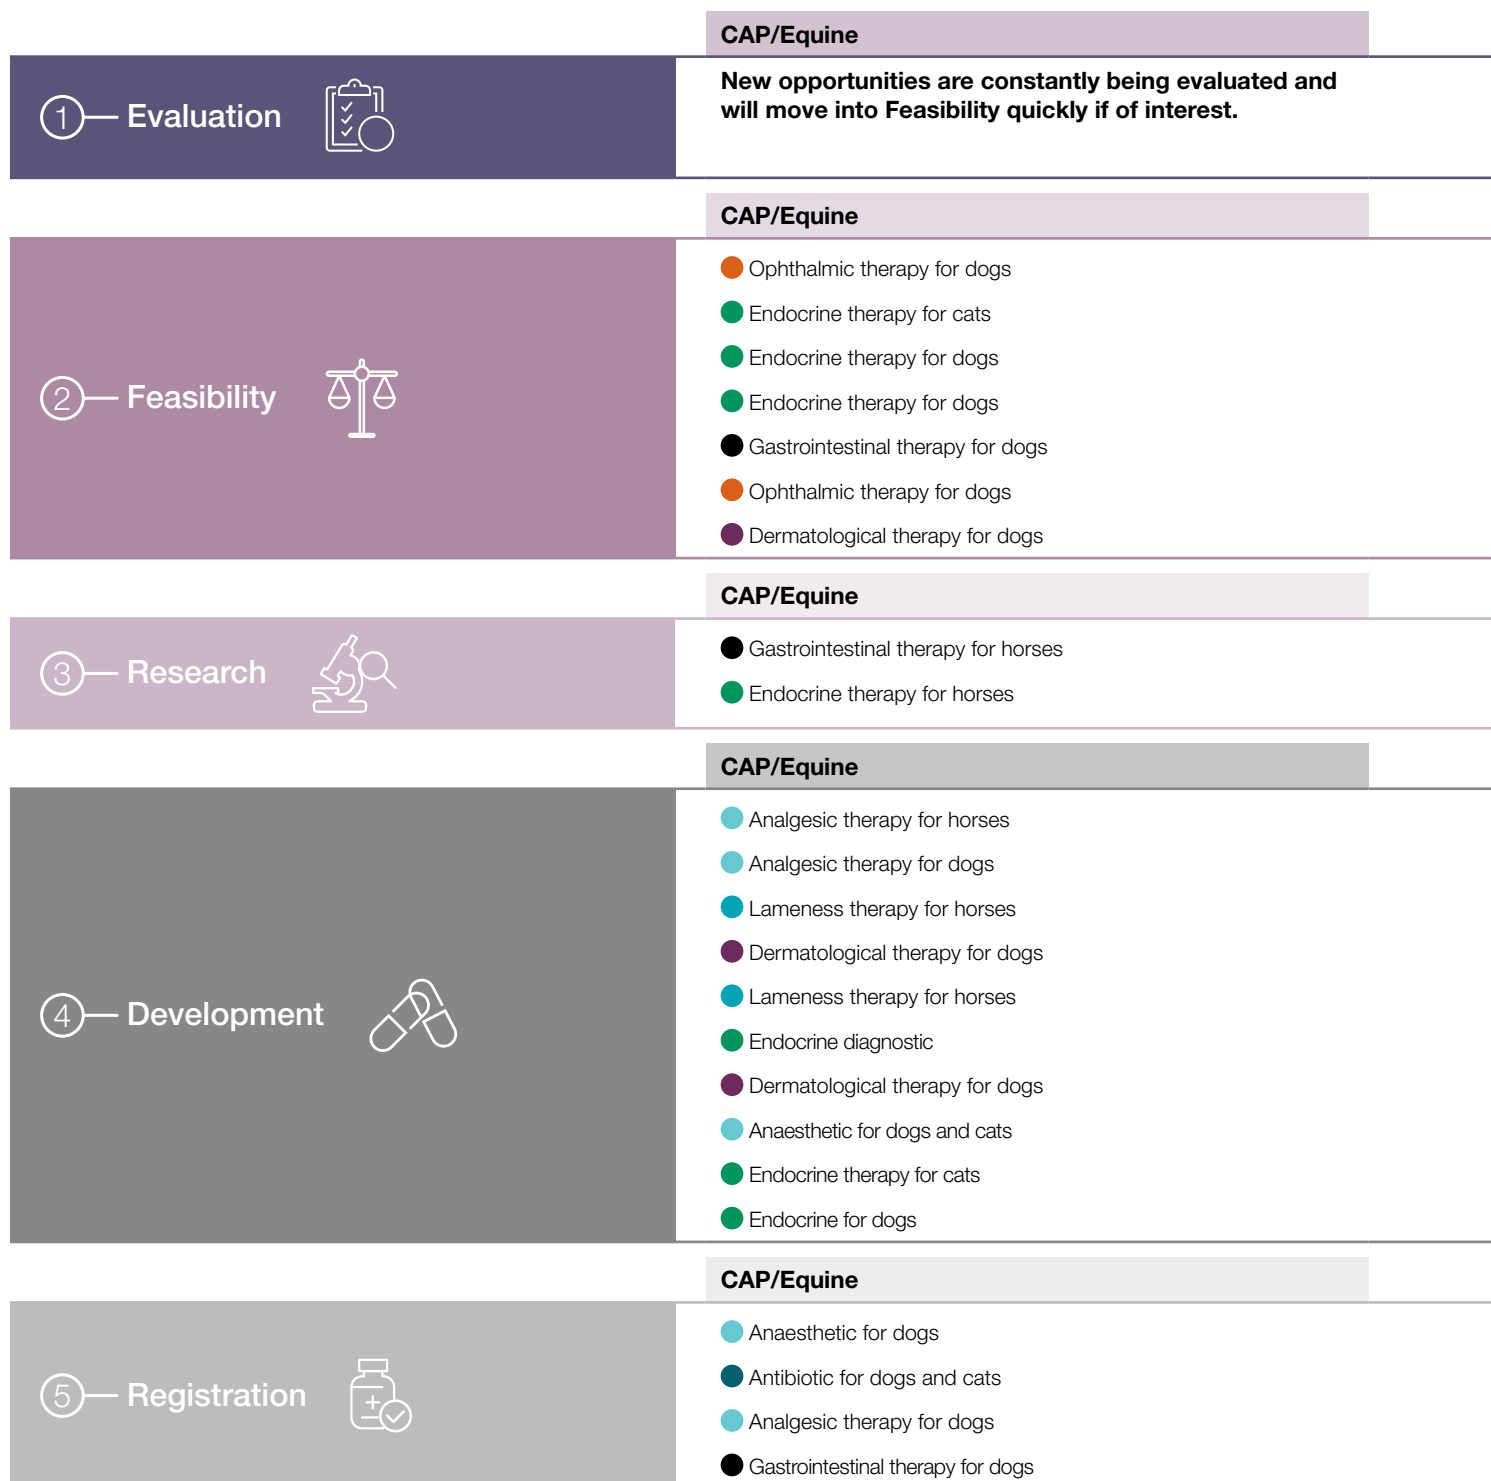 CAP/Equine
1 Evaluation
New opportunities are constantly being evaluated and
will move into Feasibility quickly if of interest.
CAP/Equine
2 Feasibility
Ophthalmic therapy for dogs
Endocrine therapy for cats
Endocrine therapy for dogs
Endocrine therapy for dogs
Gastrointestinal therapy for dogs
Ophthalmic therapy for dogs
Dermatological therapy for dogs
CAP/Equine
3 Research
Gastrointestinal therapy for horses
Endocrine therapy for horses
CAP/Equine
4 Development
Analgesic therapy for horses
Analgesic therapy for dogs
Lameness therapy for horses
Dermatological therapy for dogs
Lameness therapy for horses
Endocrine diagnostic
Dermatological therapy for dogs
Anaesthetic for dogs and cats
Endocrine therapy for cats
Endocrine for dogs
CAP/Equine
5 Registration
Anaesthetic for dogs
Antibiotic for dogs and cats
Analgesic therapy for dogs
Gastrointestinal therapy for dogs